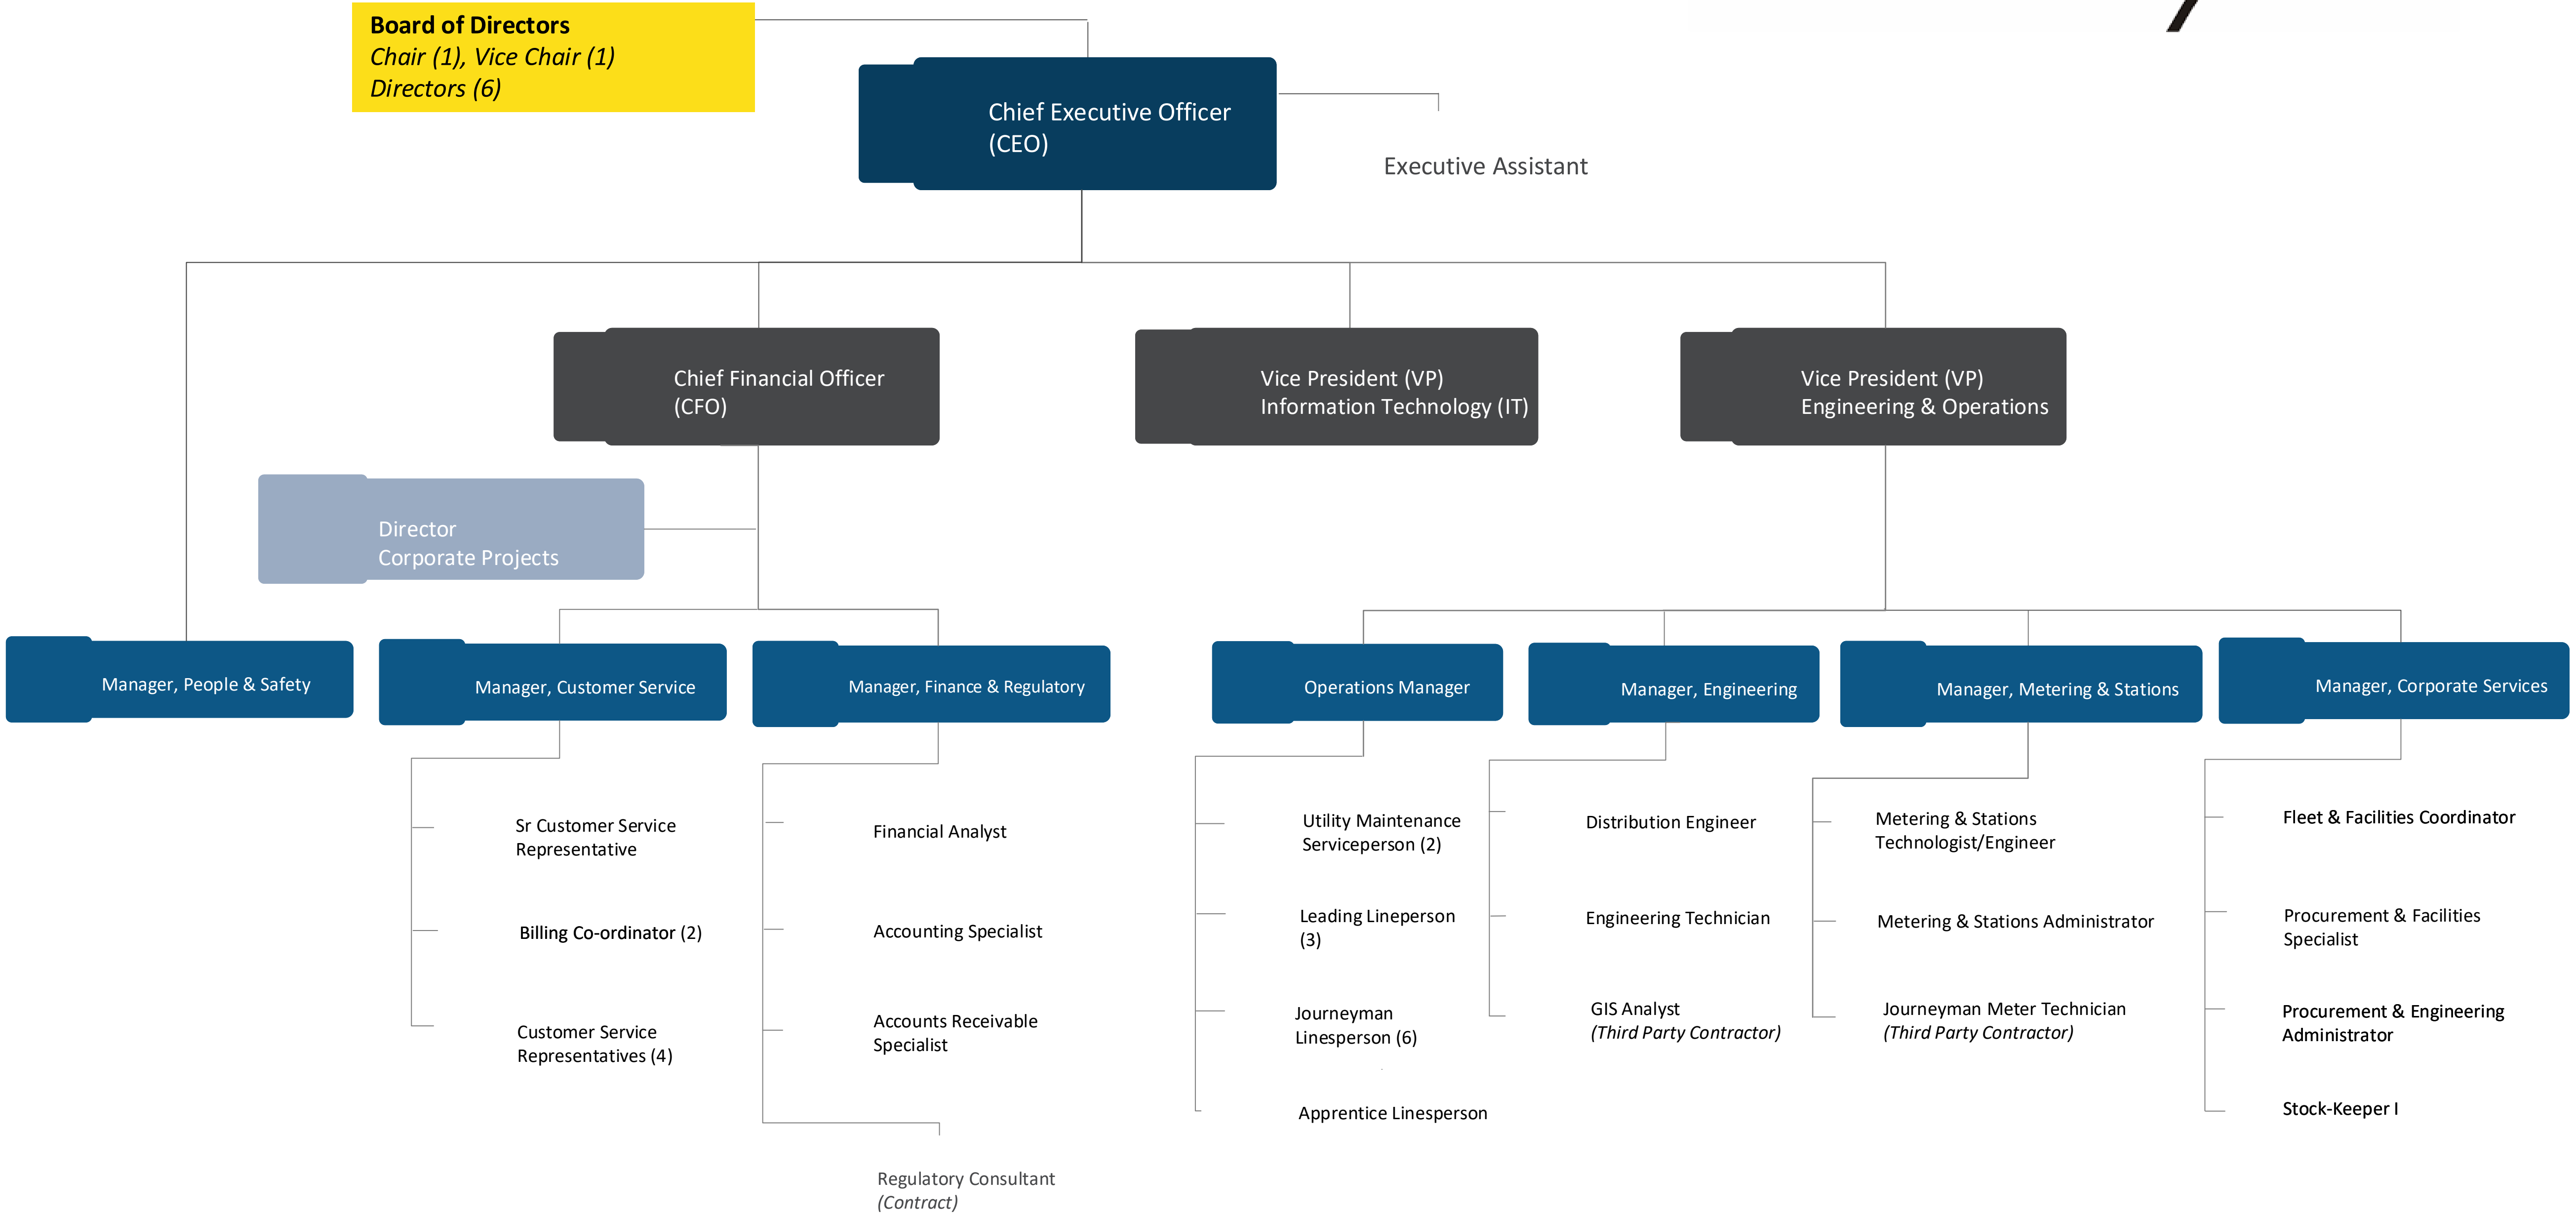 Board of Directors
Chair (1), Vice Chair (1)
Directors (6)
Chief Executive Officer
(CEO)
Executive Assistant
Chief Financial Officer
(CFO)
Vice President (VP)
Information Technology (IT)
Vice President (VP)
Engineering & Operations
Director
Corporate Projects
Manager, People & Safety
Manager, Customer Service
Manager, Finance & Regulatory
Operations Manager
Manager, Engineering
Manager, Metering & Stations
Manager, Corporate Services
Sr Customer Service
Representative
Billing Co-ordinator (2)
Customer Service
Representatives (4)
Financial Analyst
Accounting Specialist
Accounts Receivable
Specialist
Regulatory Consultant
(Contract)
Utility Maintenance
Serviceperson (2)
Leading Lineperson
(3)
Journeyman
Linesperson (6)
Apprentice Linesperson
Distribution Engineer
Engineering Technician
GIS Analyst
(Third Party Contractor)
Metering & Stations
Technologist/Engineer
Metering & Stations Administrator
Journeyman Meter Technician
(Third Party Contractor)
Fleet & Facilities Coordinator
Procurement & Facilities
Specialist
Procurement & Engineering
Administrator
Stock-Keeper I